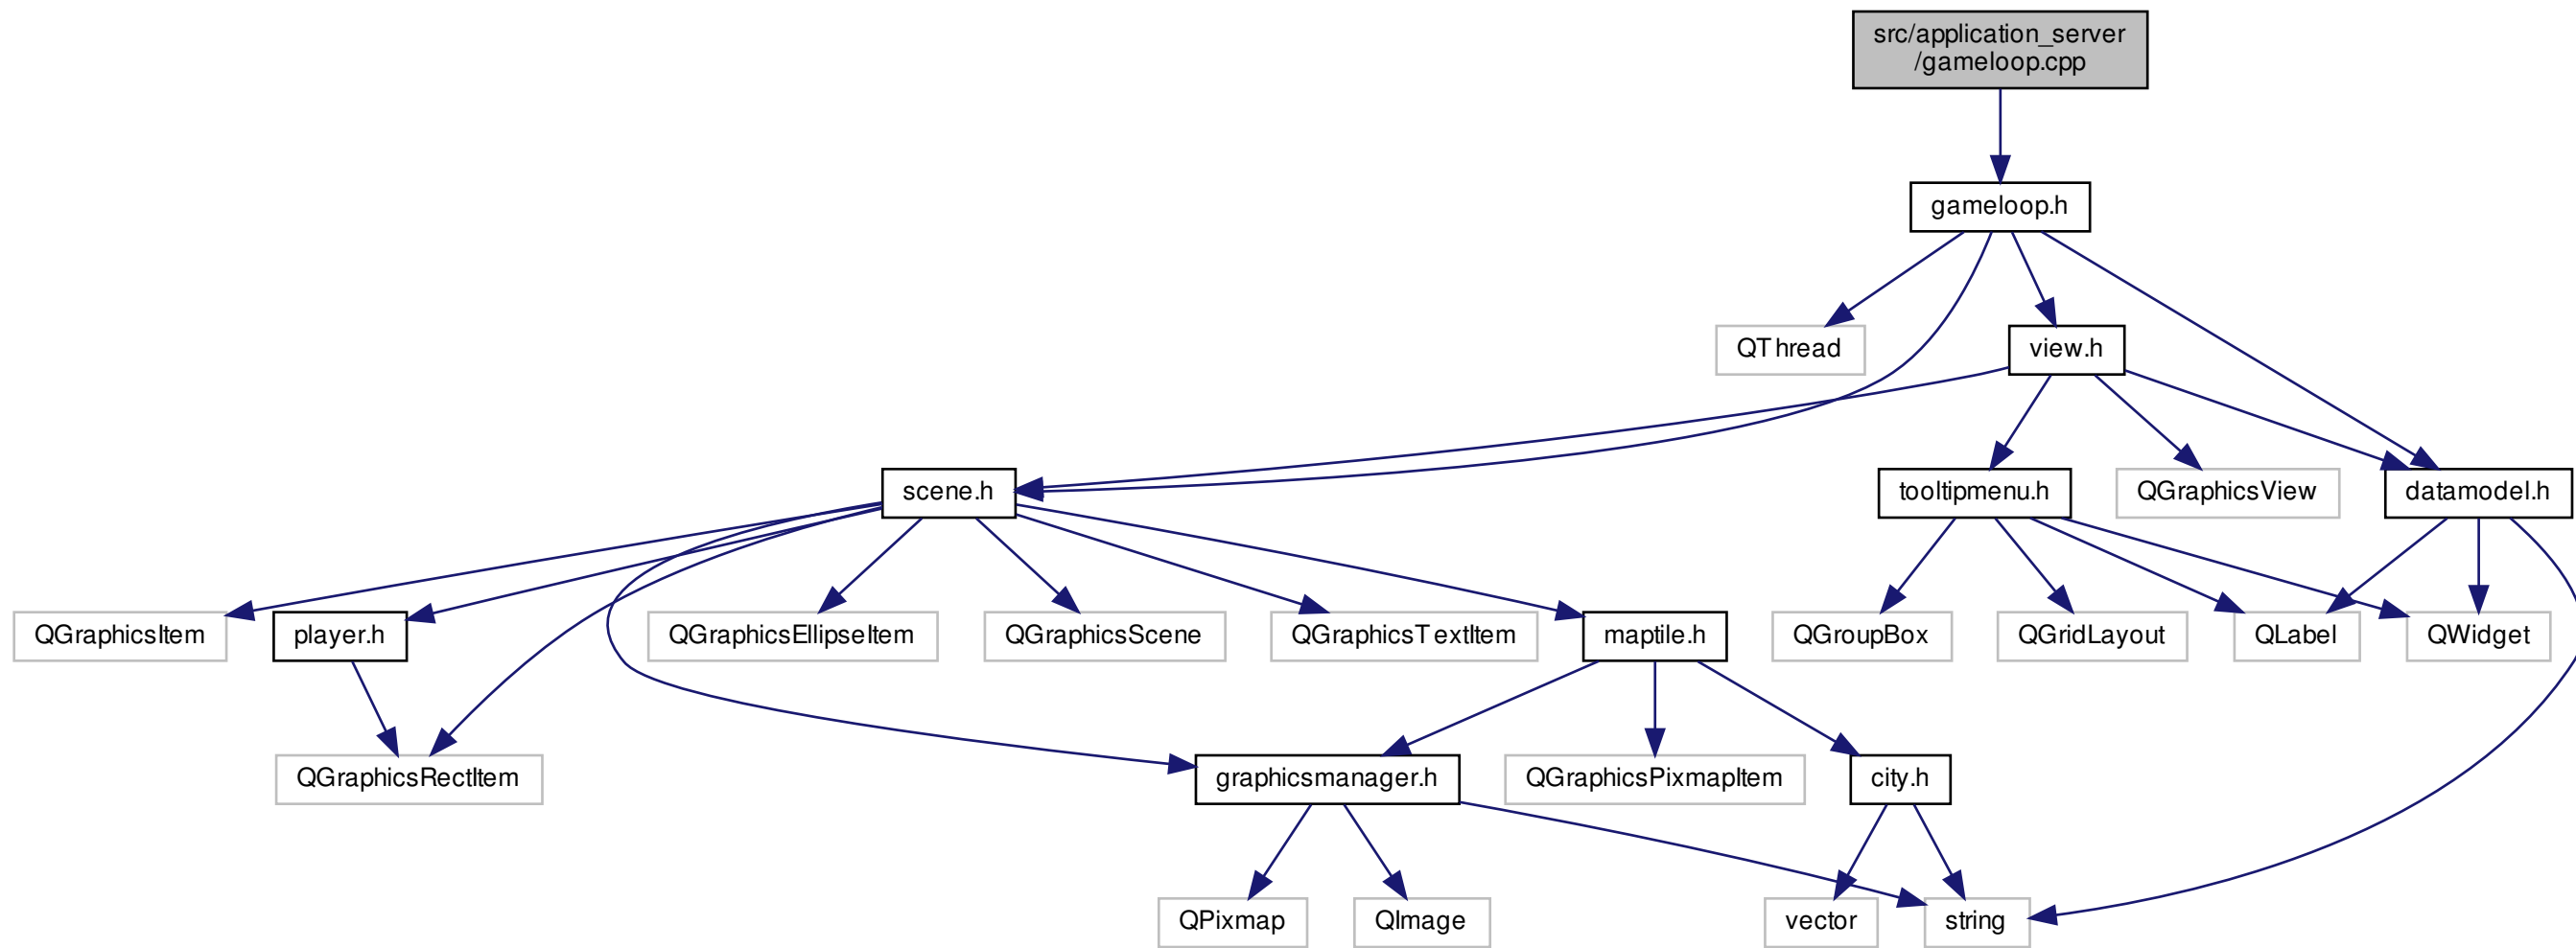 src/application_server
/gameloop.cpp
gameloop.h
QThread
view.h
scene.h
tooltipmenu.h
QGraphicsView
datamodel.h
QGraphicsItem
player.h
QGraphicsEllipseItem
QGraphicsScene
QGraphicsTextItem
maptile.h
QGroupBox
QGridLayout
QLabel
QWidget
QGraphicsRectItem
graphicsmanager.h
QGraphicsPixmapItem
city.h
QPixmap
QImage
vector
string